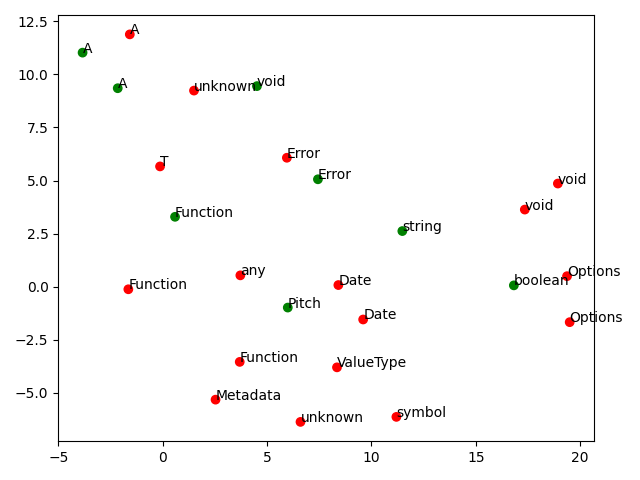 12.5
A
A
10.0
A
unknown
void
7.5
Error
T
Error
5.0
void
void
Function
2.5
string
any
Options
Date
boolean
0.0
Function
Pitch
Date
Options
−2.5
Function
ValueType
−5.0
Metadata
symbol
unknown
−5 0 5 10 15 20